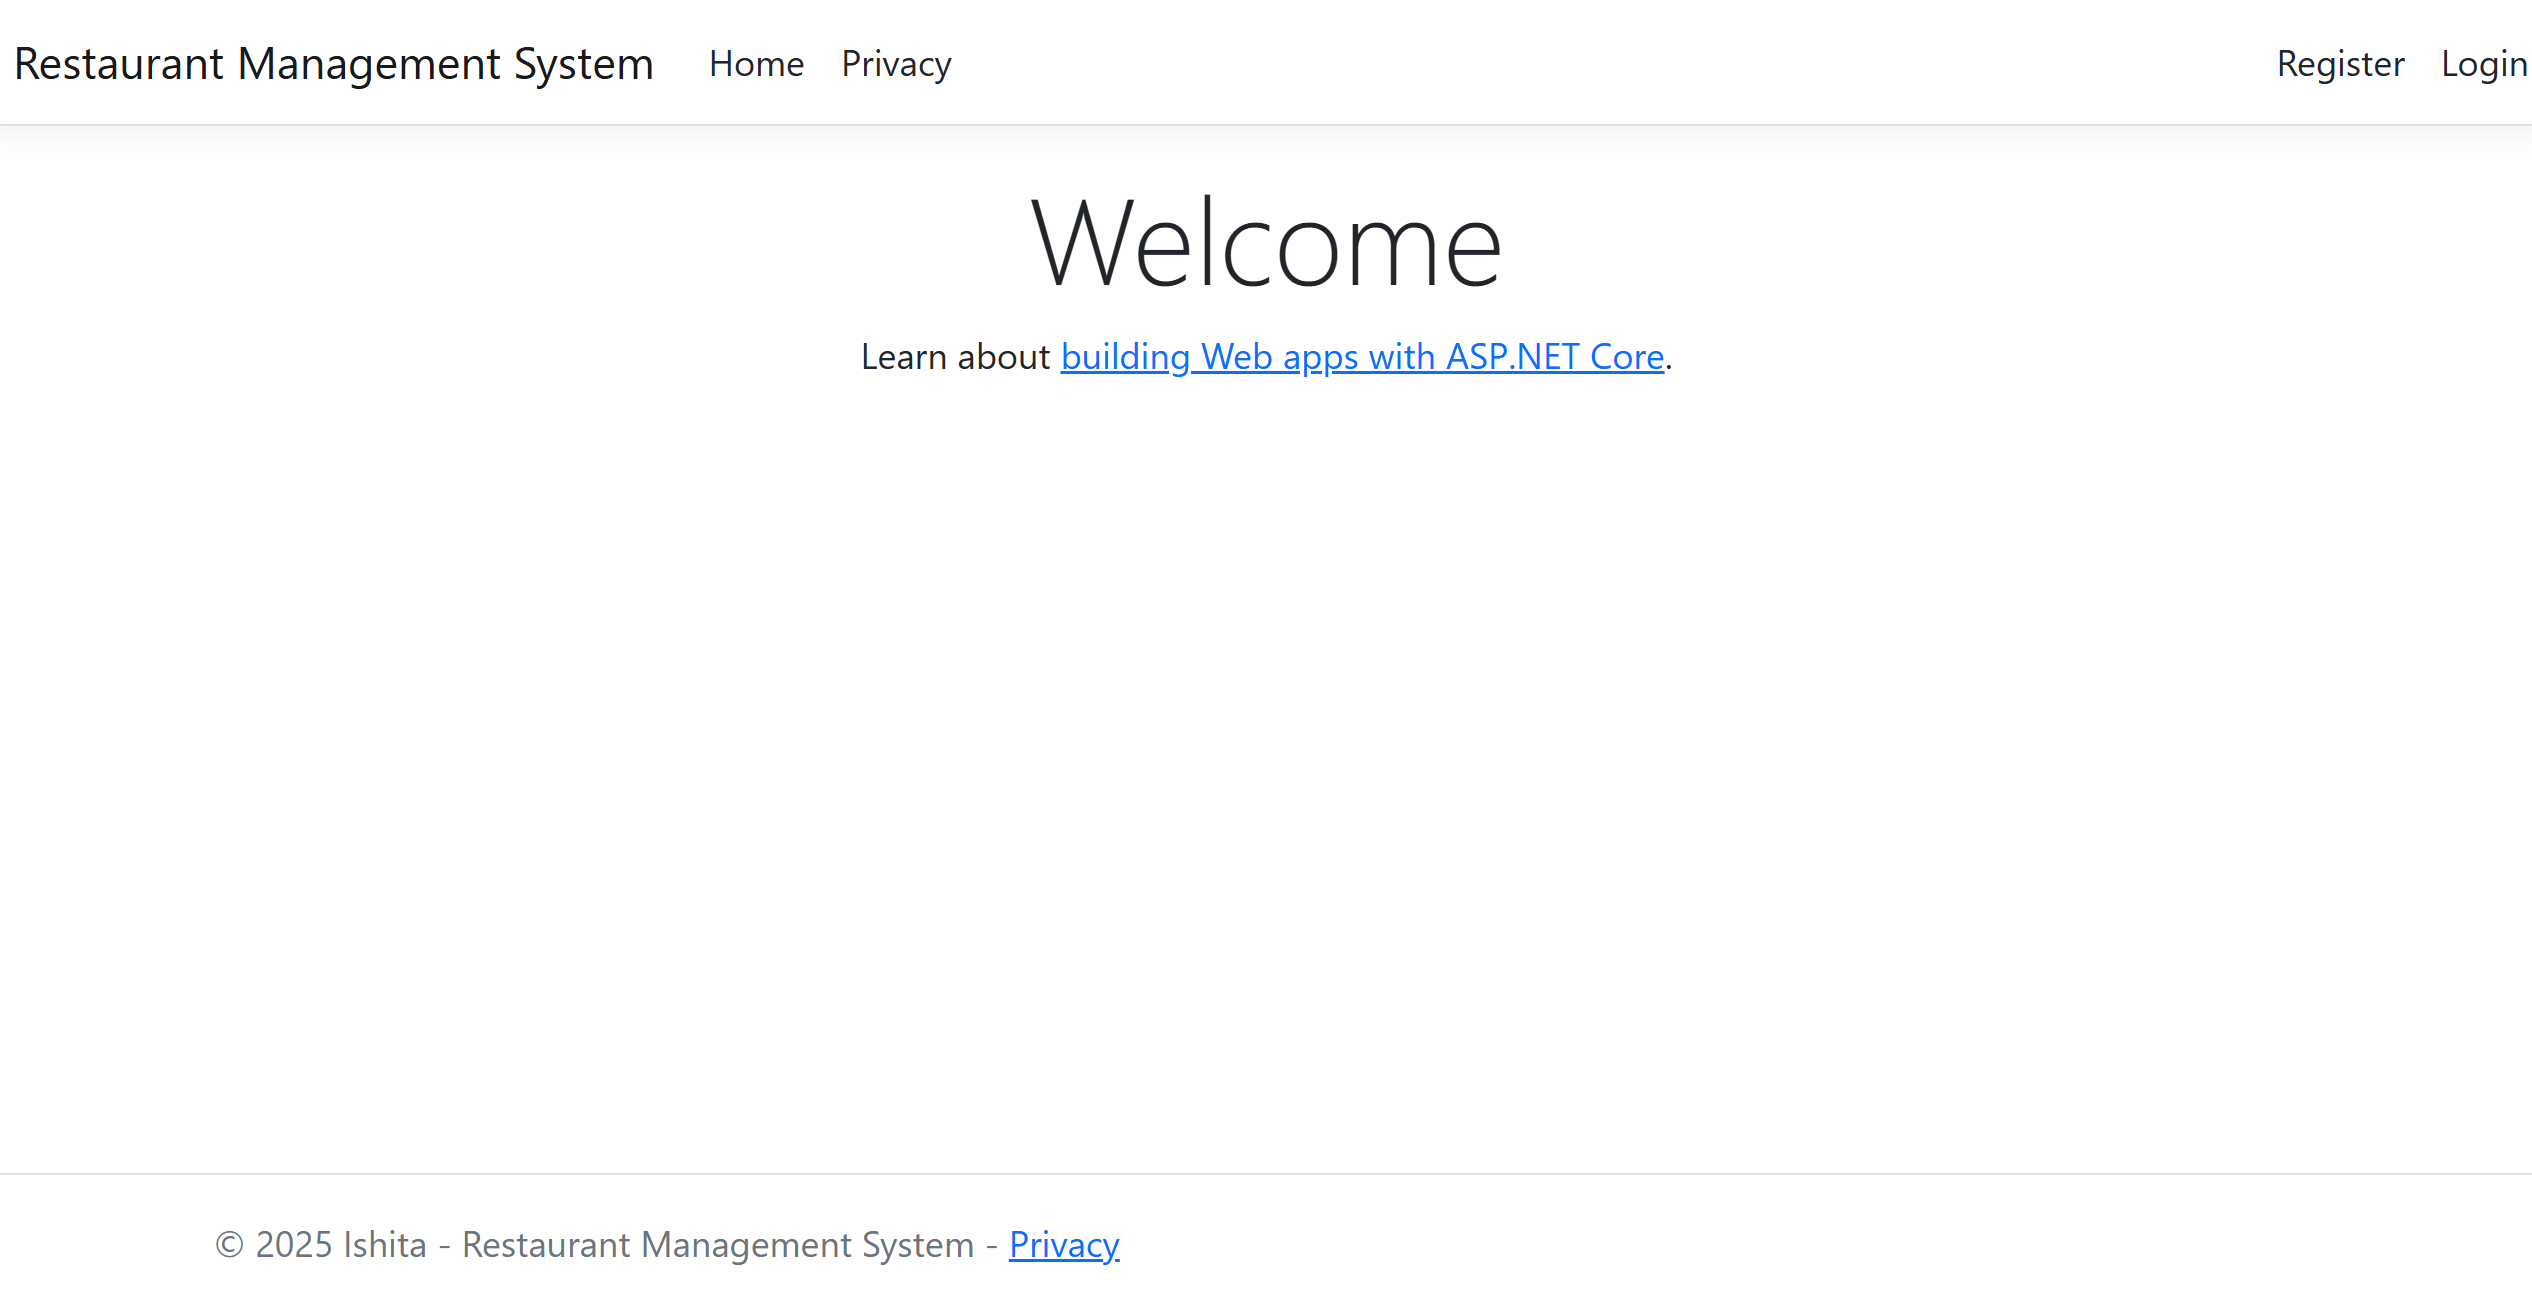 Restaurant Management System Home Privacy Register Login
Welcome
Learn about building Web apps with ASP.NET Core.
© 2025 Ishita - Restaurant Management System - Privacy